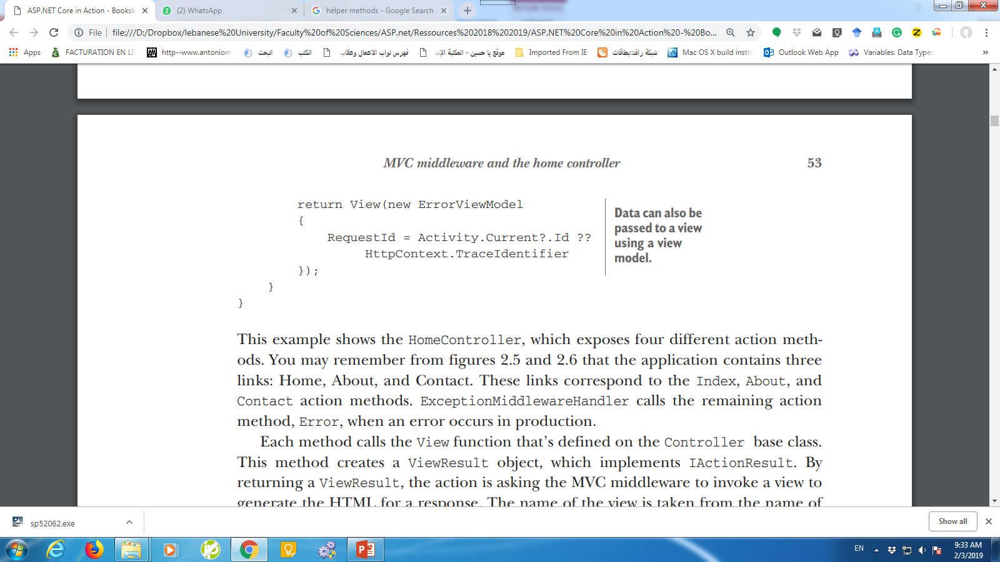 ASP.NET Core in Action - Booksk
(2) WhatsApp
helper methods - Google Search
File
file:///D:/Dropbox/lebanese%20University/Faculty%20of%20Sciences/ASP.net/Ressources%202018%202019/ASP.NET%20Core%20in%20Action%20-%20Bo...
Apps
FACTURATION EN LIC
http--www.antoniom
البحث
الكتب
فهرس ثواب الاعمال وعقاب
موقع يا حسين - المكتبة الإسا
Imported From IE
شبكة رافد::بطاقات
Mac OS X build instru
Outlook Web App
Variables. Data Types
»
MVC middleware and the home controller
53
return View(new ErrorViewModel
{
RequestId = Activity.Current?.Id ??
HttpContext.TraceIdentifier
});
}
}
Data can also be
passed to a view
using a view
model.
This example shows the HomeController, which exposes four different action meth-
ods. You may remember from figures 2.5 and 2.6 that the application contains three
links: Home, About, and Contact. These links correspond to the Index, About, and
Contact action methods. ExceptionMiddlewareHandler calls the remaining action
method, Error, when an error occurs in production.
Each method calls the View function that's defined on the Controller base class.
This method creates a ViewResult object, which implements IActionResult. By
returning a ViewResult, the action is asking the MVC middleware to invoke a view to
generate the HTML for a response. The name of the view is taken from the name of
sp52062.exe
Show all
EN
9:33 AM
2/3/2019